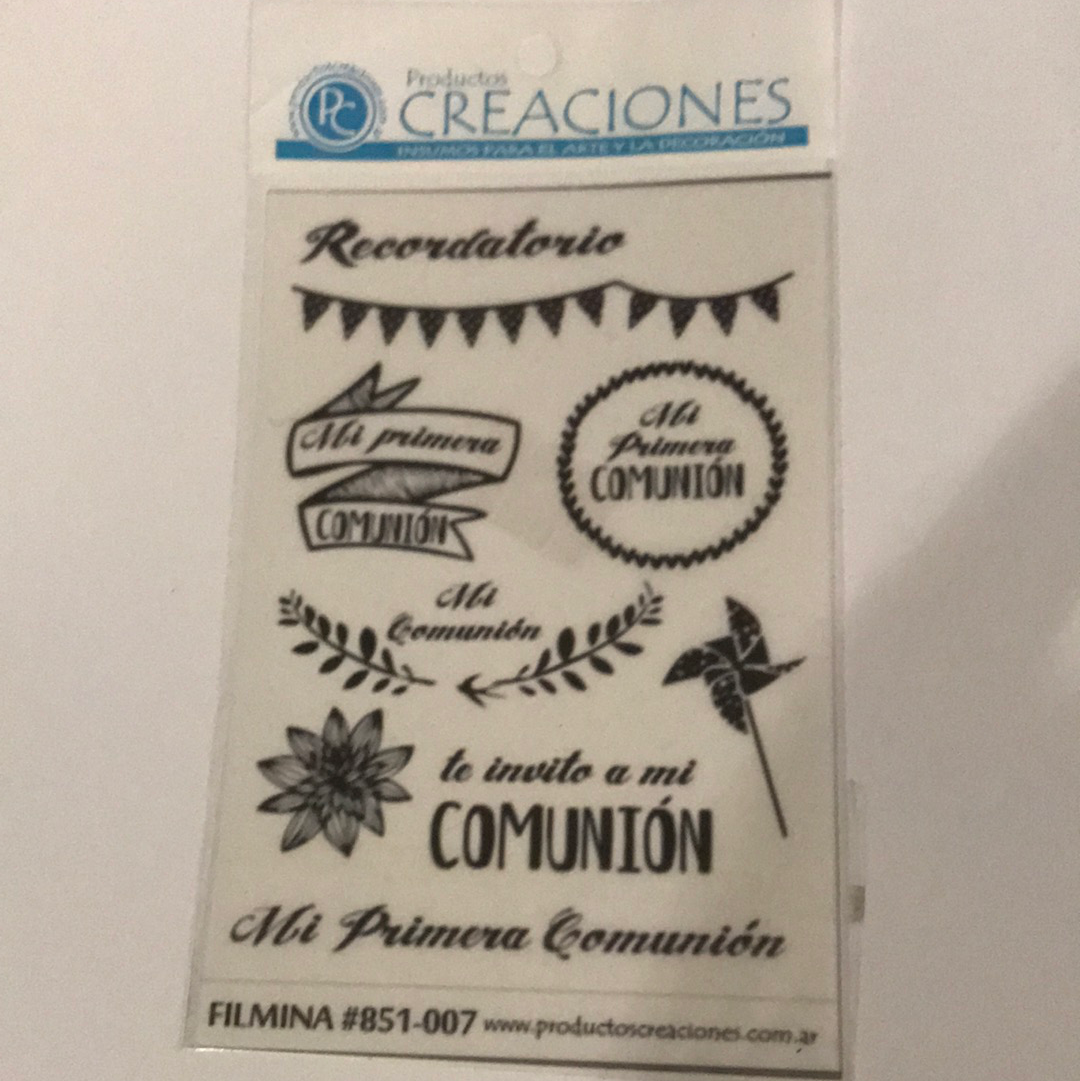 Productos
PC
CREACIONES
INSUMOS PARA EL ARTE Y LA DECORACIÓN
Recordatorio
Mi primera
COMUNIÓN
Mi
Primera
COMUNIÓN
Mi
Comunión
te invito a mi
COMUNIÓN
Mi Primera Comunión
FILMINA #851-007 www.productoscreaciones.com.ar